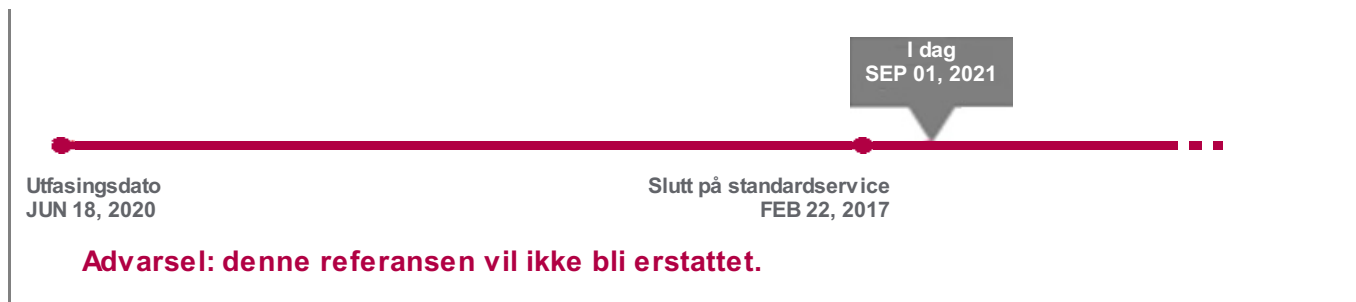 I dag
SEP 01, 2021
Utfasingsdato
JUN 18, 2020
Slutt på standardservice
FEB 22, 2017
Advarsel: denne referansen vil ikke bli erstattet.